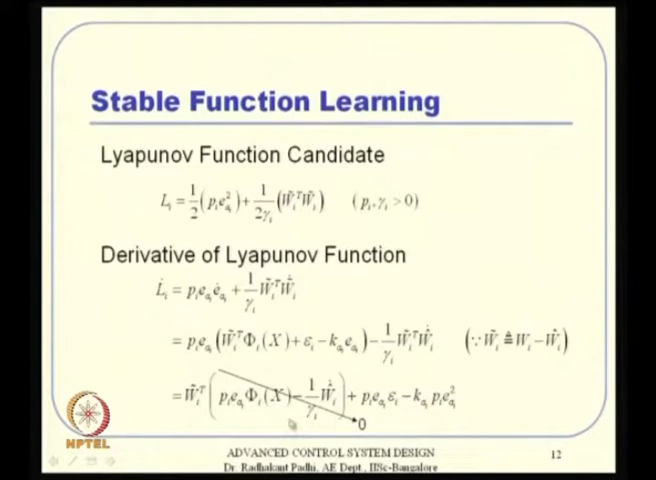 Stable Function Learning
Lyapunov Function Candidate
L_i = 1/2 (p_i e_{a_i}^2) + 1/(2γ_i) (W̃_i^T W̃_i) (p_i, γ_i > 0)
Derivative of Lyapunov Function
L̇_i = p_i e_{a_i} ė_{a_i} + 1/γ_i W̃_i^T W̃̇_i
= p_i e_{a_i} (W̃_i^T Φ_i(X) + ε_i − k_{a_i} e_{a_i}) − 1/γ_i W̃_i^T Ŵ̇_i (∵ W̃_i ≜ W_i − Ŵ_i)
= W̃_i^T (p_i e_{a_i} Φ_i(X) − 1/γ_i Ŵ̇_i) + p_i e_{a_i} ε_i − k_{a_i} p_i e_{a_i}^2
0
NPTEL
ADVANCED CONTROL SYSTEM DESIGN
Dr. Radhakant Padhi, AE Dept., IISc-Bangalore
12